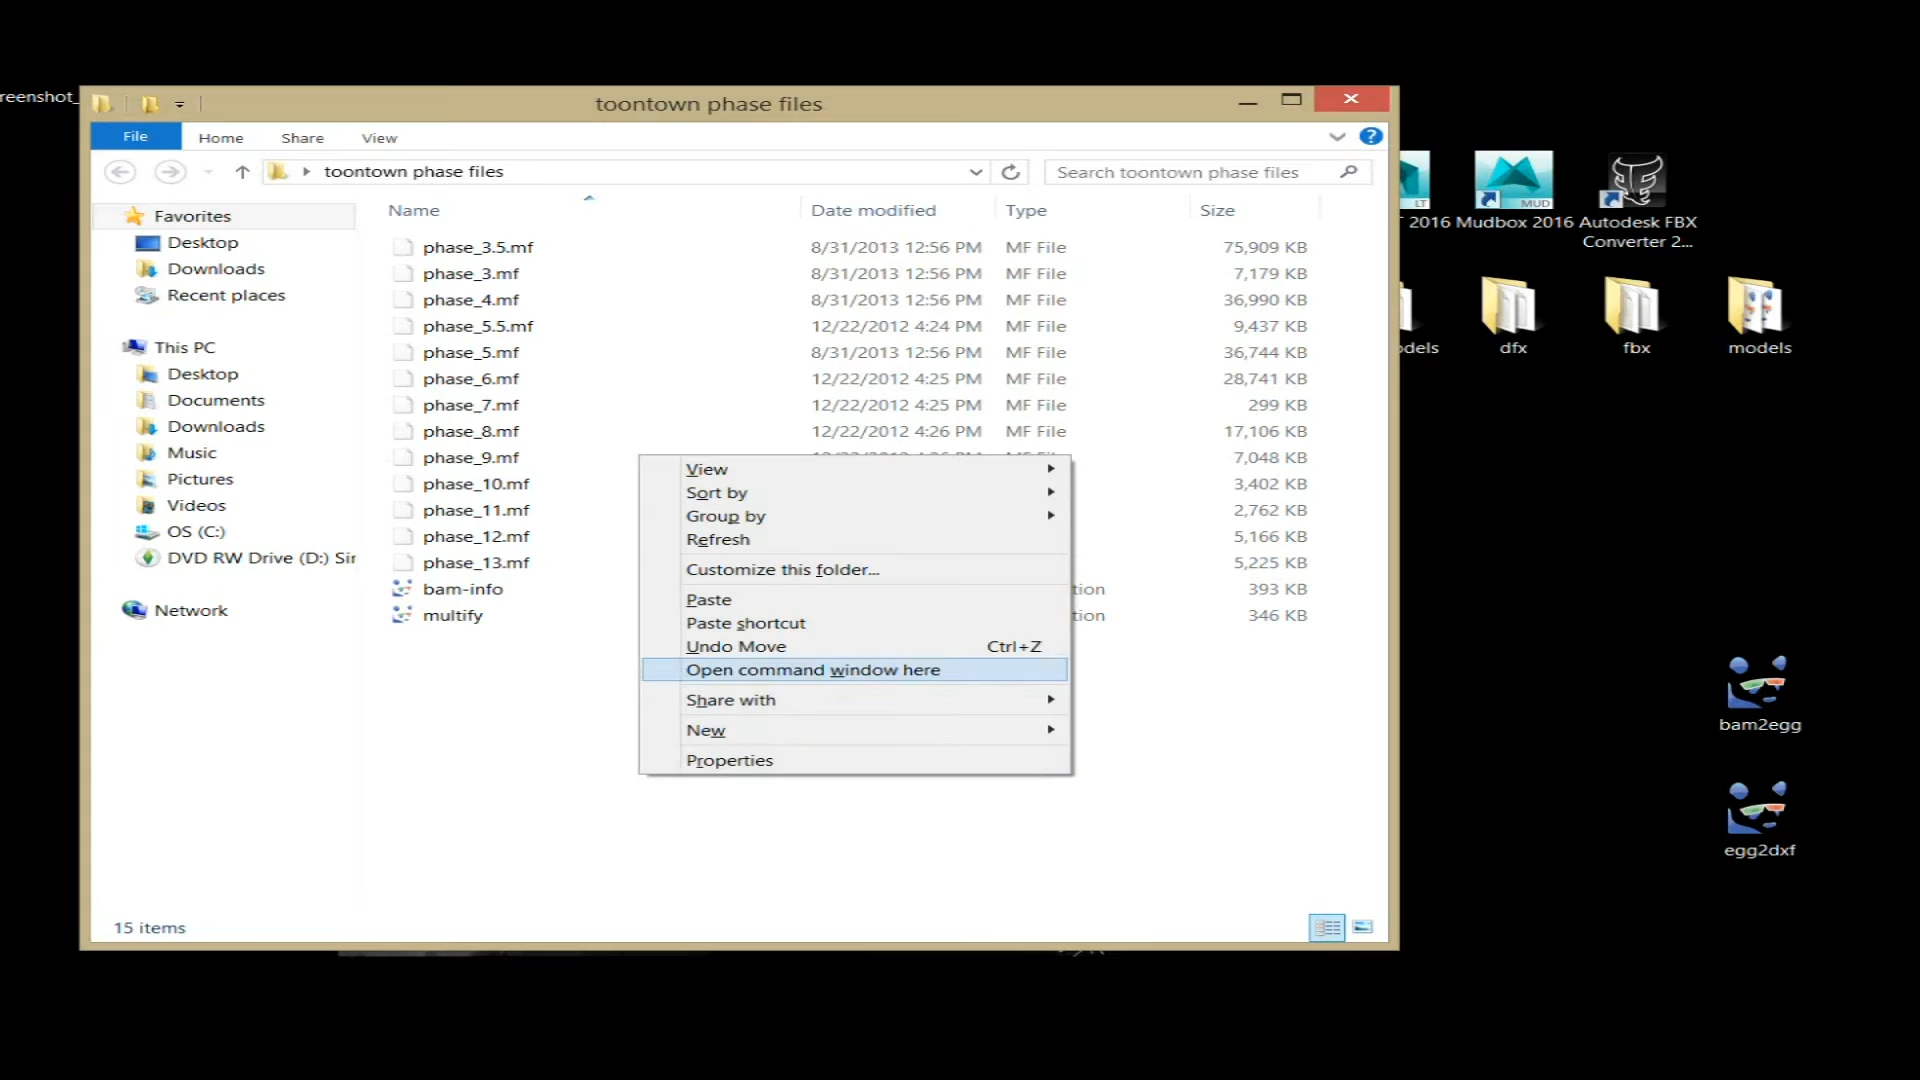 reenshot_
toontown phase files
File Home Share View
toontown phase files
Search toontown phase files
Name Date modified Type Size
Favorites
Desktop
Downloads
Recent places
This PC
Desktop
Documents
Downloads
Music
Pictures
Videos
OS (C:)
DVD RW Drive (D:) Sir
Network
phase_3.5.mf 8/31/2013 12:56 PM MF File 75,909 KB
phase_3.mf 8/31/2013 12:56 PM MF File 7,179 KB
phase_4.mf 8/31/2013 12:56 PM MF File 36,990 KB
phase_5.5.mf 12/22/2012 4:24 PM MF File 9,437 KB
phase_5.mf 8/31/2013 12:56 PM MF File 36,744 KB
phase_6.mf 12/22/2012 4:25 PM MF File 28,741 KB
phase_7.mf 12/22/2012 4:25 PM MF File 299 KB
phase_8.mf 12/22/2012 4:26 PM MF File 17,106 KB
phase_9.mf 7,048 KB
phase_10.mf 3,402 KB
phase_11.mf 2,762 KB
phase_12.mf 5,166 KB
phase_13.mf 5,225 KB
bam-info tion 393 KB
multify tion 346 KB
View
Sort by
Group by
Refresh
Customize this folder...
Paste
Paste shortcut
Undo Move Ctrl+Z
Open command window here
Share with
New
Properties
15 items
LT
MUD
T 2016
Mudbox 2016
Autodesk FBX
Converter 2...
odels
dfx
fbx
models
bam2egg
egg2dxf